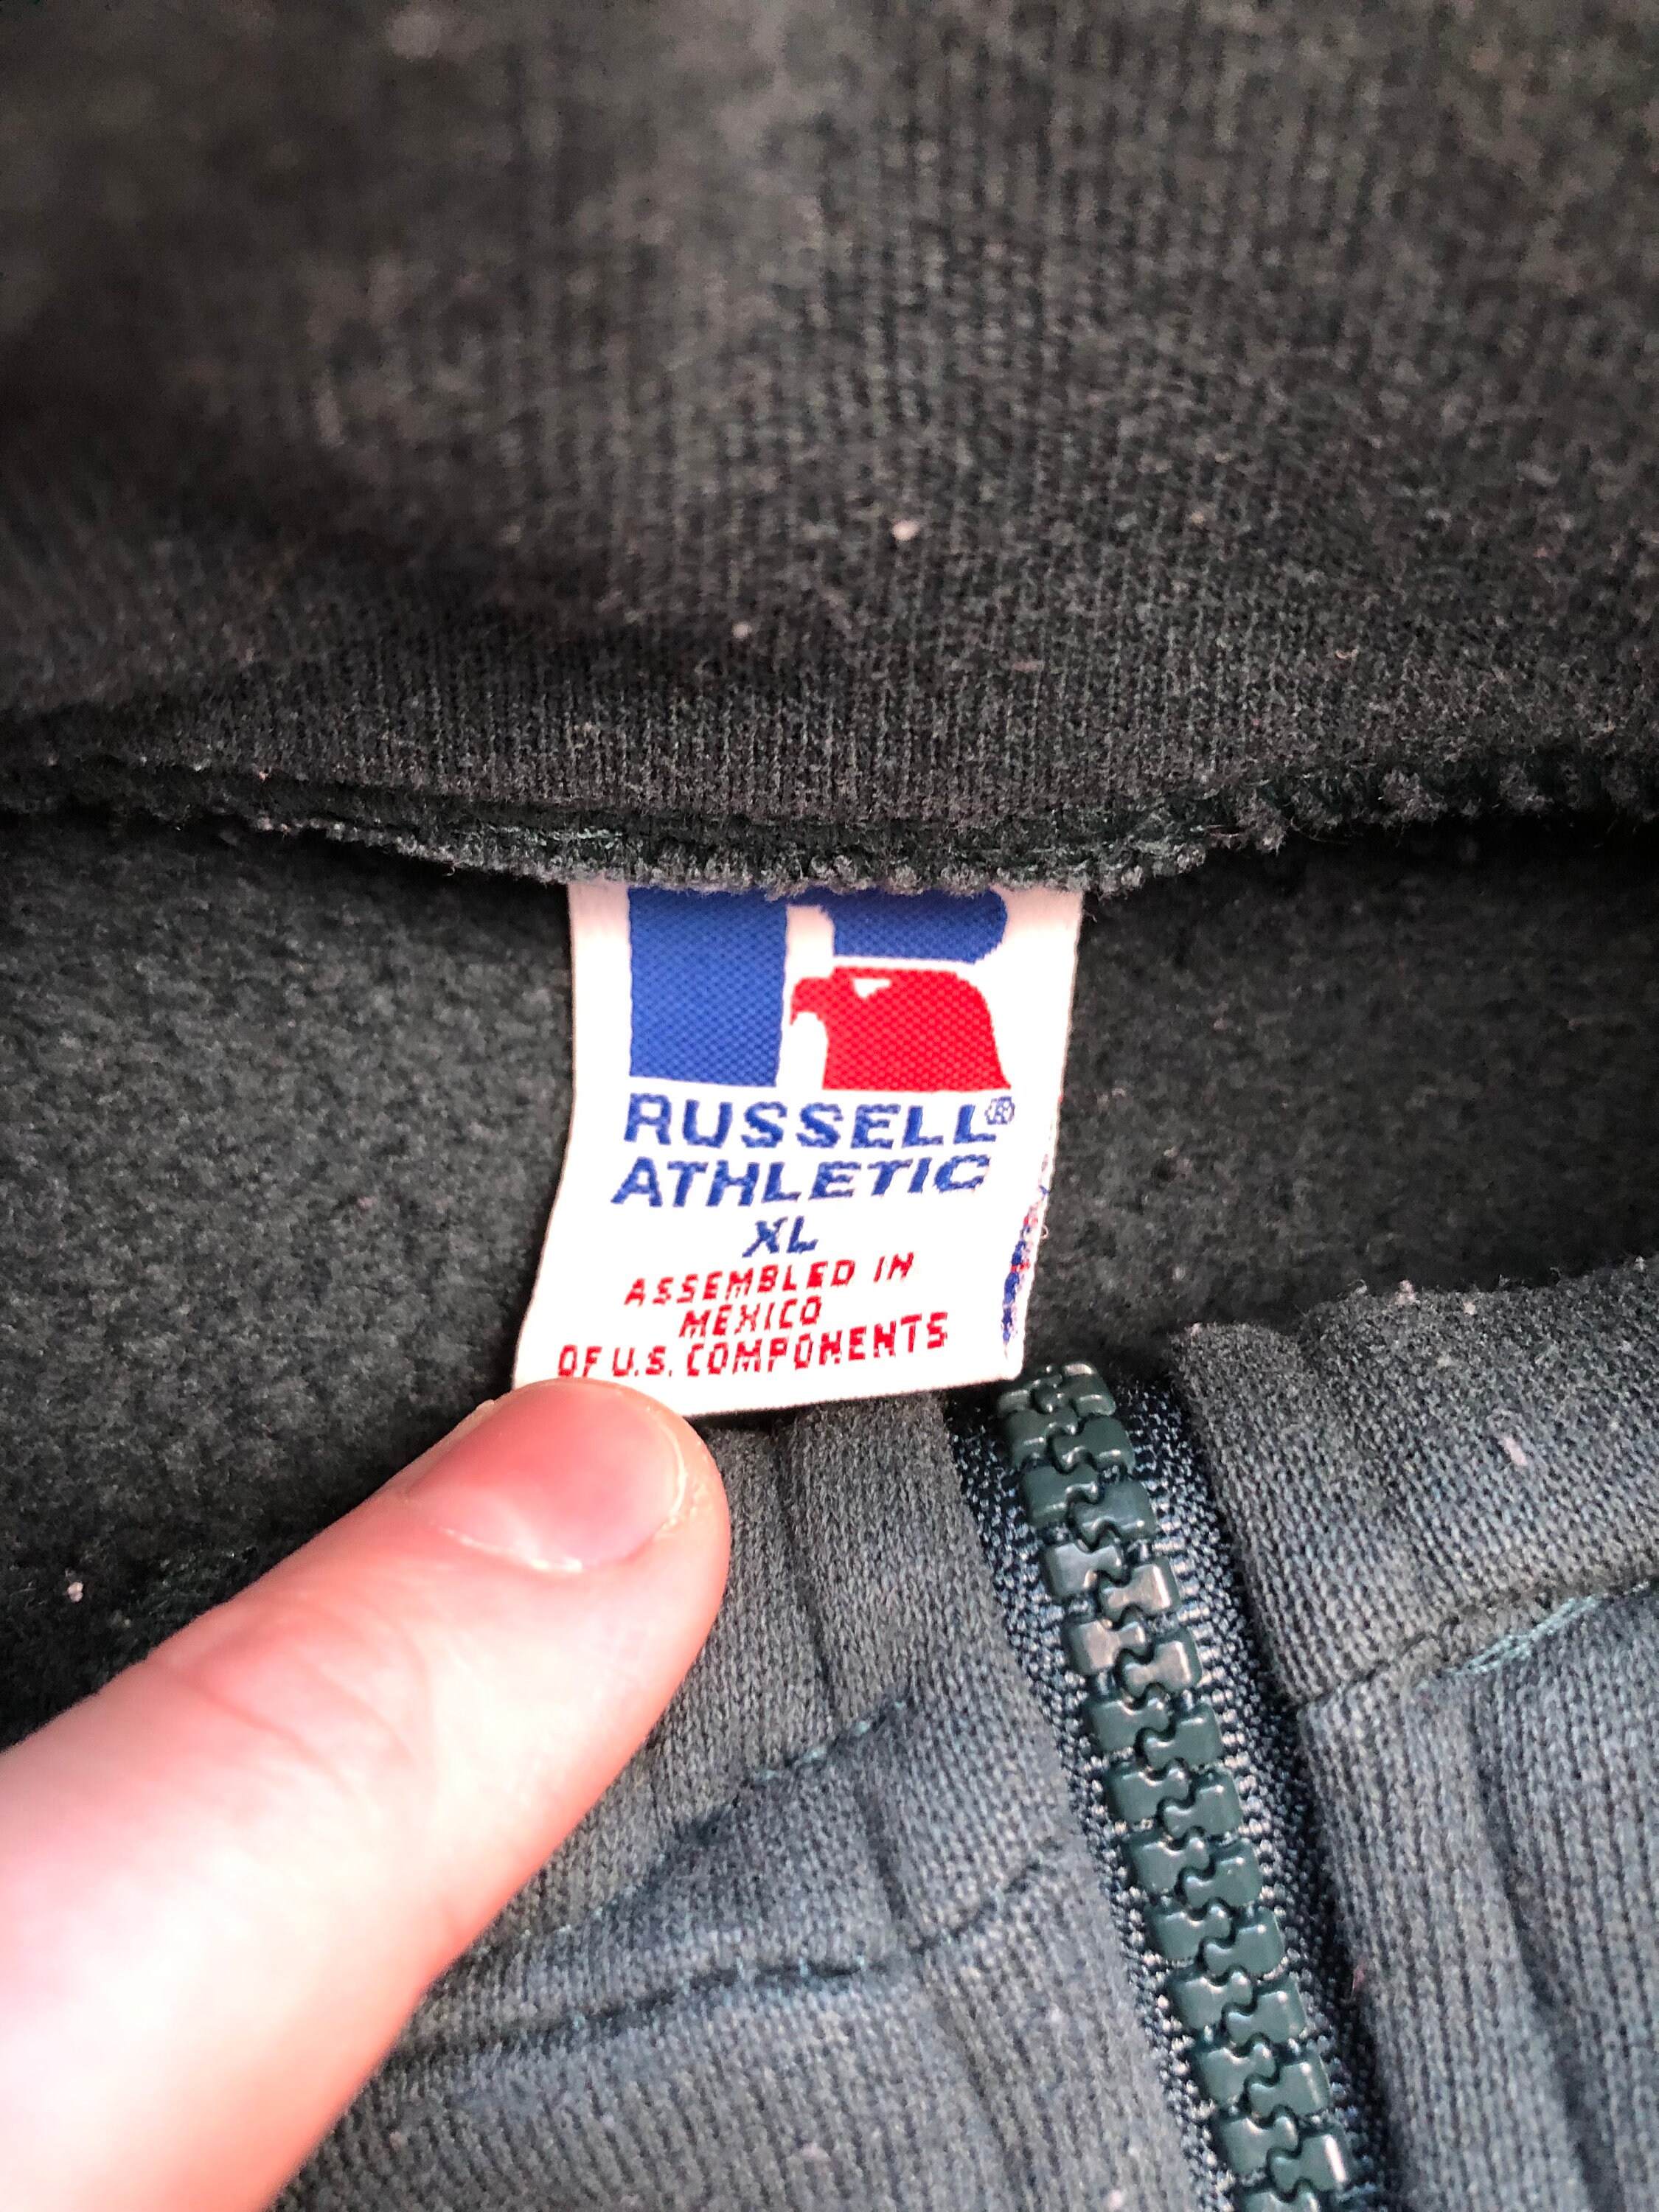 R
RUSSELL®
ATHLETIC
XL
ASSEMBLED IN
MEXICO
OF U.S. COMPONENTS